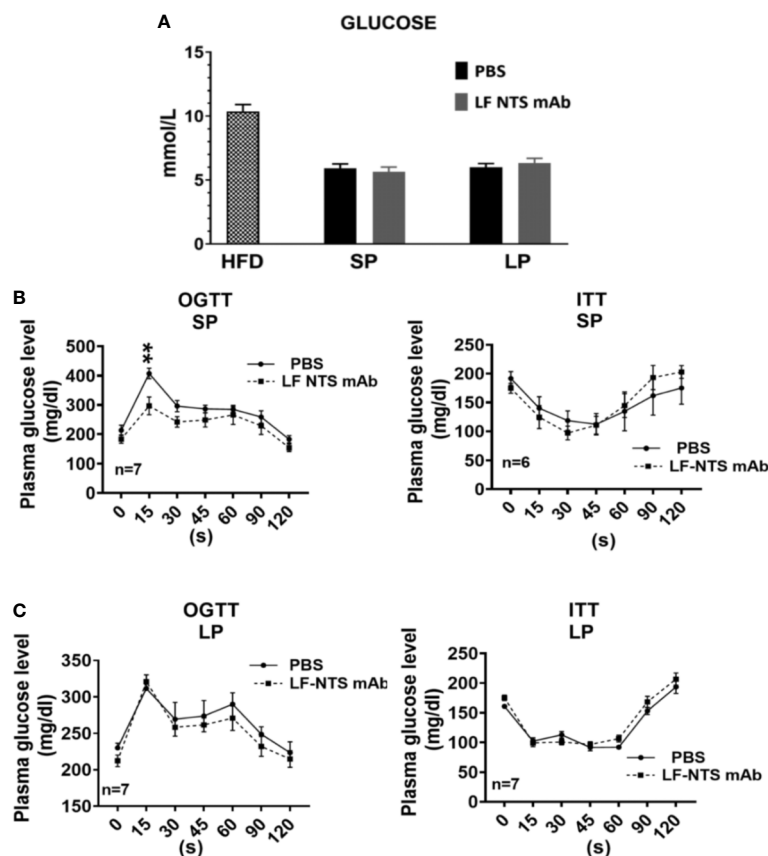 A
GLUCOSE
15
10
5
0
mmol/L
PBS
LF NTS mAb
HFD
SP
LP
B
OGTT
SP
Plasma glucose level
(mg/dl)
500
400
300
200
100
0
**
PBS
LF NTS mAb
n=7
0 15 30 45 60 90 120
(s)
ITT
SP
Plasma glucose level
(mg/dl)
200
150
100
50
0
n=6
PBS
LF-NTS mAb
0 15 30 45 60 90 120
(s)
C
OGTT
LP
Plasma glucose level
(mg/dl)
350
300
250
200
150
PBS
LF-NTS mAb
n=7
0 15 30 45 60 90 120
(s)
ITT
LP
Plasma glucose level
(mg/dl)
250
200
150
100
50
0
n=7
PBS
LF-NTS mAb
0 15 30 45 60 90 120
(s)